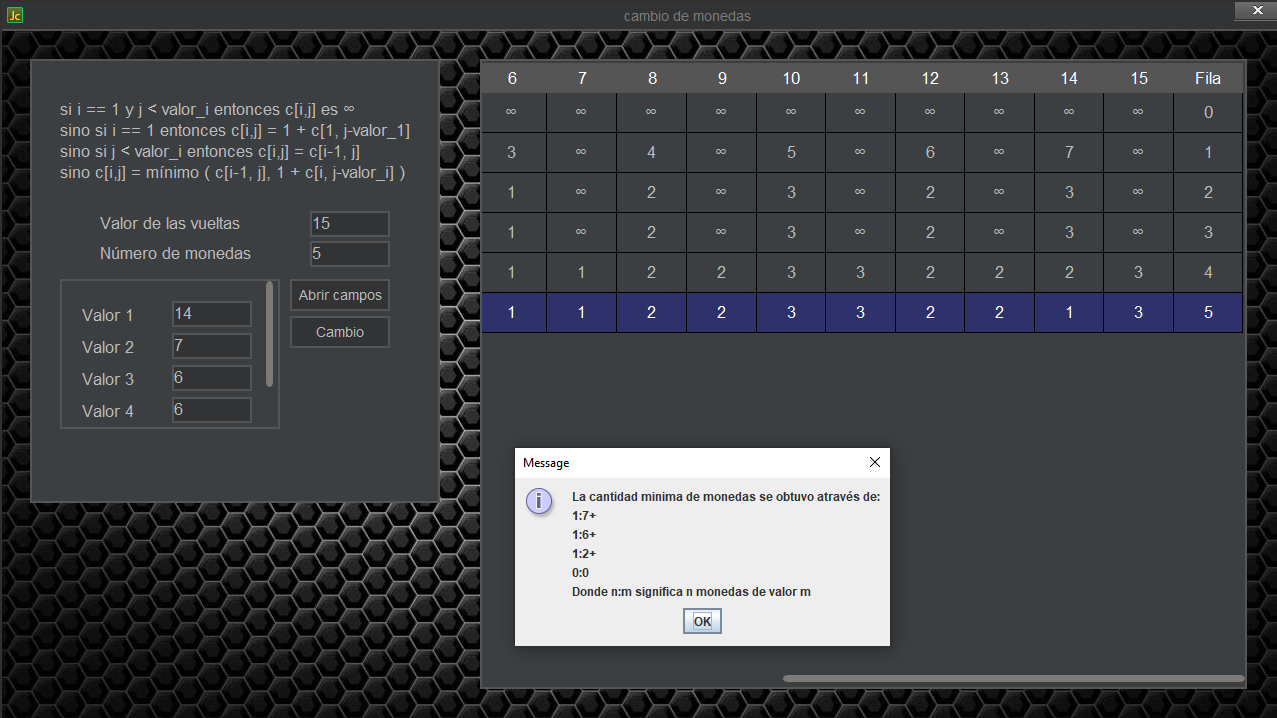 Jc
cambio de monedas
si i == 1 y j < valor_i entonces c[i,j] es ∞
sino si i == 1 entonces c[i,j] = 1 + c[1, j-valor_1]
sino si j < valor_i entonces c[i,j] = c[i-1, j]
sino c[i,j] = mínimo ( c[i-1, j], 1 + c[i, j-valor_i] )
Valor de las vueltas 15
Número de monedas 5
Abrir campos
Cambio
Valor 1 14
Valor 2 7
Valor 3 6
Valor 4 6
6 7 8 9 10 11 12 13 14 15 Fila
∞ ∞ ∞ ∞ ∞ ∞ ∞ ∞ ∞ ∞ 0
3 ∞ 4 ∞ 5 ∞ 6 ∞ 7 ∞ 1
1 ∞ 2 ∞ 3 ∞ 2 ∞ 3 ∞ 2
1 ∞ 2 ∞ 3 ∞ 2 ∞ 3 ∞ 3
1 1 2 2 3 3 2 2 2 3 4
1 1 2 2 3 3 2 2 1 3 5
Message
La cantidad minima de monedas se obtuvo através de:
1:7+
1:6+
1:2+
0:0
Donde n:m significa n monedas de valor m
OK